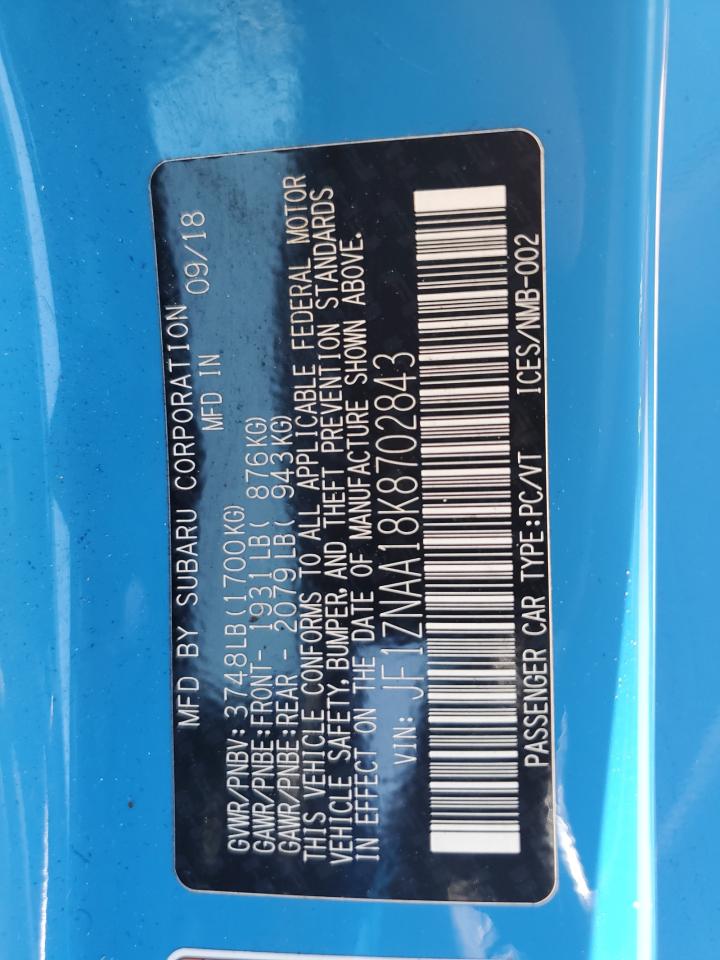 MFD BY SUBARU CORPORATION
MFD IN 09/18
GVWR/PNBV: 3748LB(1700KG)
GAWR/PNBE:FRONT- 1931LB( 876KG)
GAWR/PNBE:REAR - 2079LB( 943KG)
THIS VEHICLE CONFORMS TO ALL APPLICABLE FEDERAL MOTOR
VEHICLE SAFETY, BUMPER, AND THEFT PREVENTION STANDARDS
IN EFFECT ON THE DATE OF MANUFACTURE SHOWN ABOVE.
VIN: JF1ZNAA18K8702843
PASSENGER CAR TYPE:PC/VT ICES/NMB-002